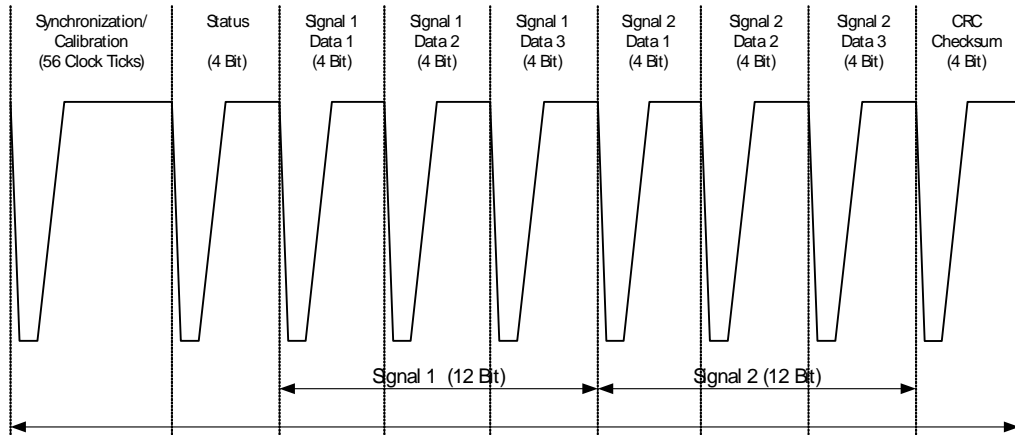 Synchronization/
Calibration
(56 Clock Ticks)
Status
(4 Bit)
Signal 1
Data 1
(4 Bit)
Signal 1
Data 2
(4 Bit)
Signal 1
Data 3
(4 Bit)
Signal 2
Data 1
(4 Bit)
Signal 2
Data 2
(4 Bit)
Signal 2
Data 3
(4 Bit)
CRC
Checksum
(4 Bit)
Signal 1 (12 Bit)
Signal 2 (12 Bit)